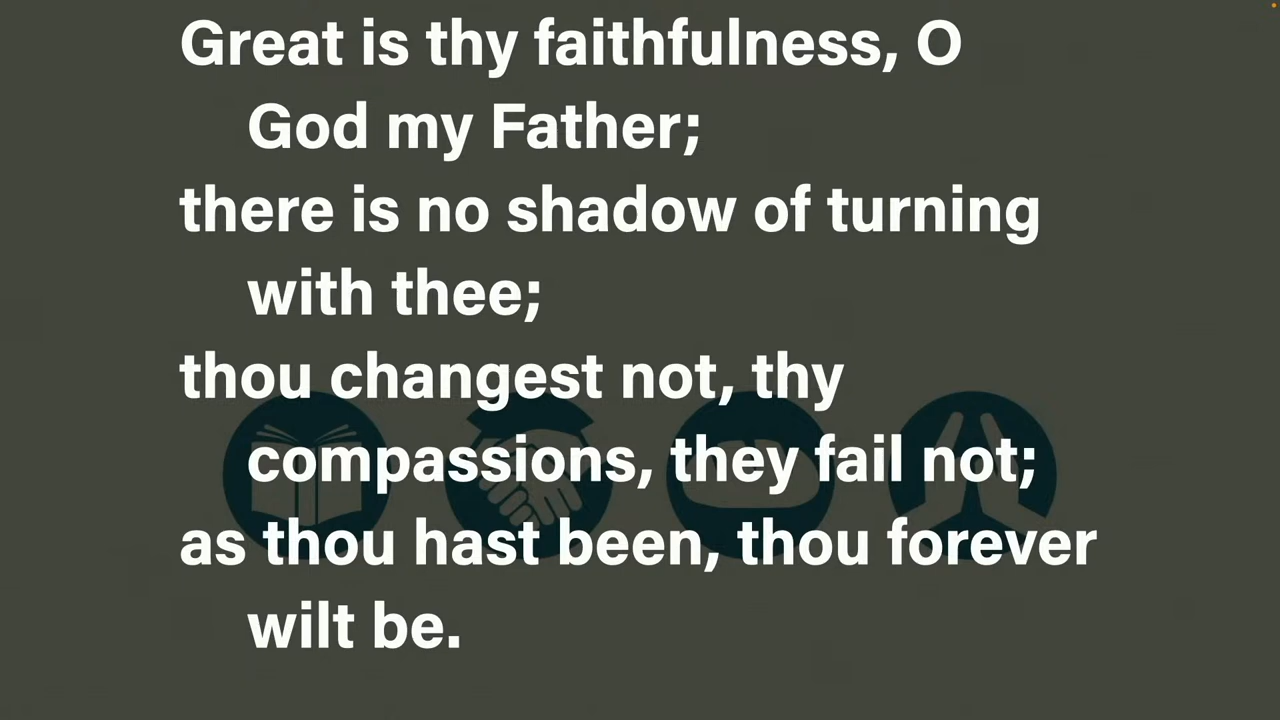 Great is thy faithfulness, O
God my Father;
there is no shadow of turning
with thee;
thou changest not, thy
compassions, they fail not;
as thou hast been, thou forever
wilt be.